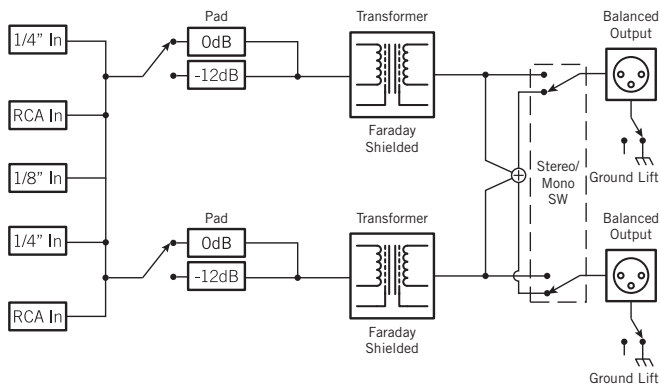 Pad
Transformer
Balanced
Output
1/4” In
0dB
-12dB
RCA In
Faraday
Shielded
1/8” In
Stereo/
Mono
SW
Ground Lift
Pad
Transformer
Balanced
Output
1/4” In
0dB
-12dB
RCA In
Faraday
Shielded
Ground Lift